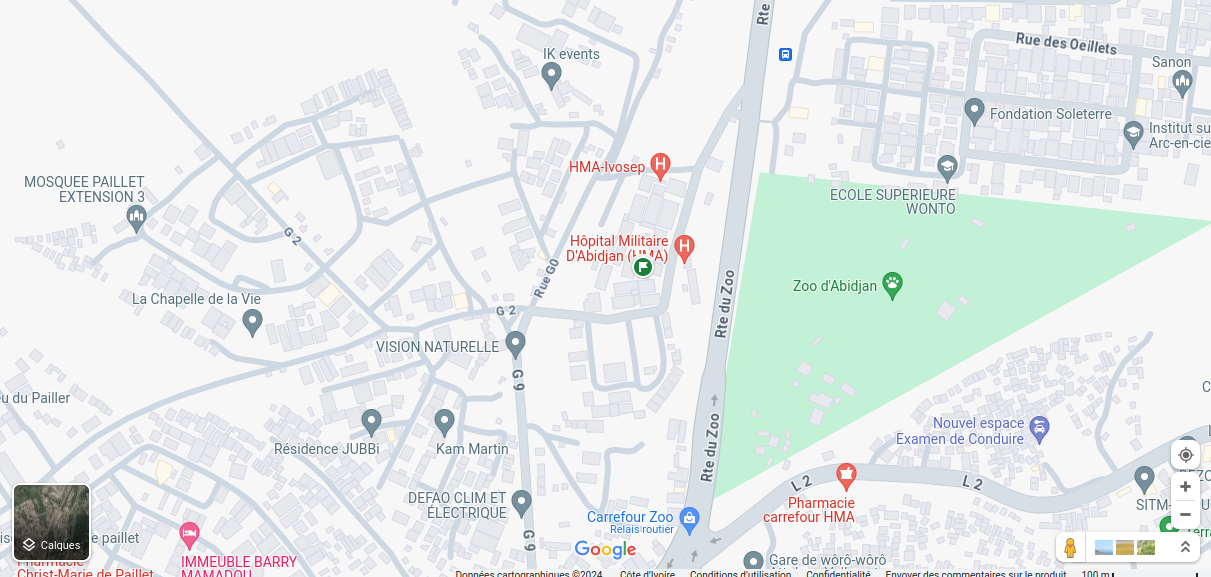 Rte
Rue des Oeillets
IK events
Sanon
Fondation Soleterre
Institut su
Arc-en-cie
HMA-Ivosep
MOSQUEE PAILLET
EXTENSION 3
ECOLE SUPERIEURE
WONTO
G 2
Hôpital Militaire
D'Abidjan (HMA)
Rue G0
Zoo d'Abidjan
La Chapelle de la Vie
Rte du Zoo
G 2
VISION NATURELLE
G 9
eu du Pailler
Nouvel espace
Examen de Conduire
Rte du Zoo
Résidence JUBBi
Kam Martin
L 2
L 2
DEFAO CLIM ET
ÉLECTRIQUE
Pharmacie
carrefour HMA
SITM-
Carrefour Zoo
Relais routier
G 9
paillet
Calques
Google
Gare de wôrô-wôrô
IMMEUBLE BARRY
MAMADOU
Pharmacie
Christ-Marie de Paillet
Données cartographiques ©2024
Côte d'Ivoire
Conditions d'utilisation
Confidentialité
Envoyer des commentaires sur le produit
100 m